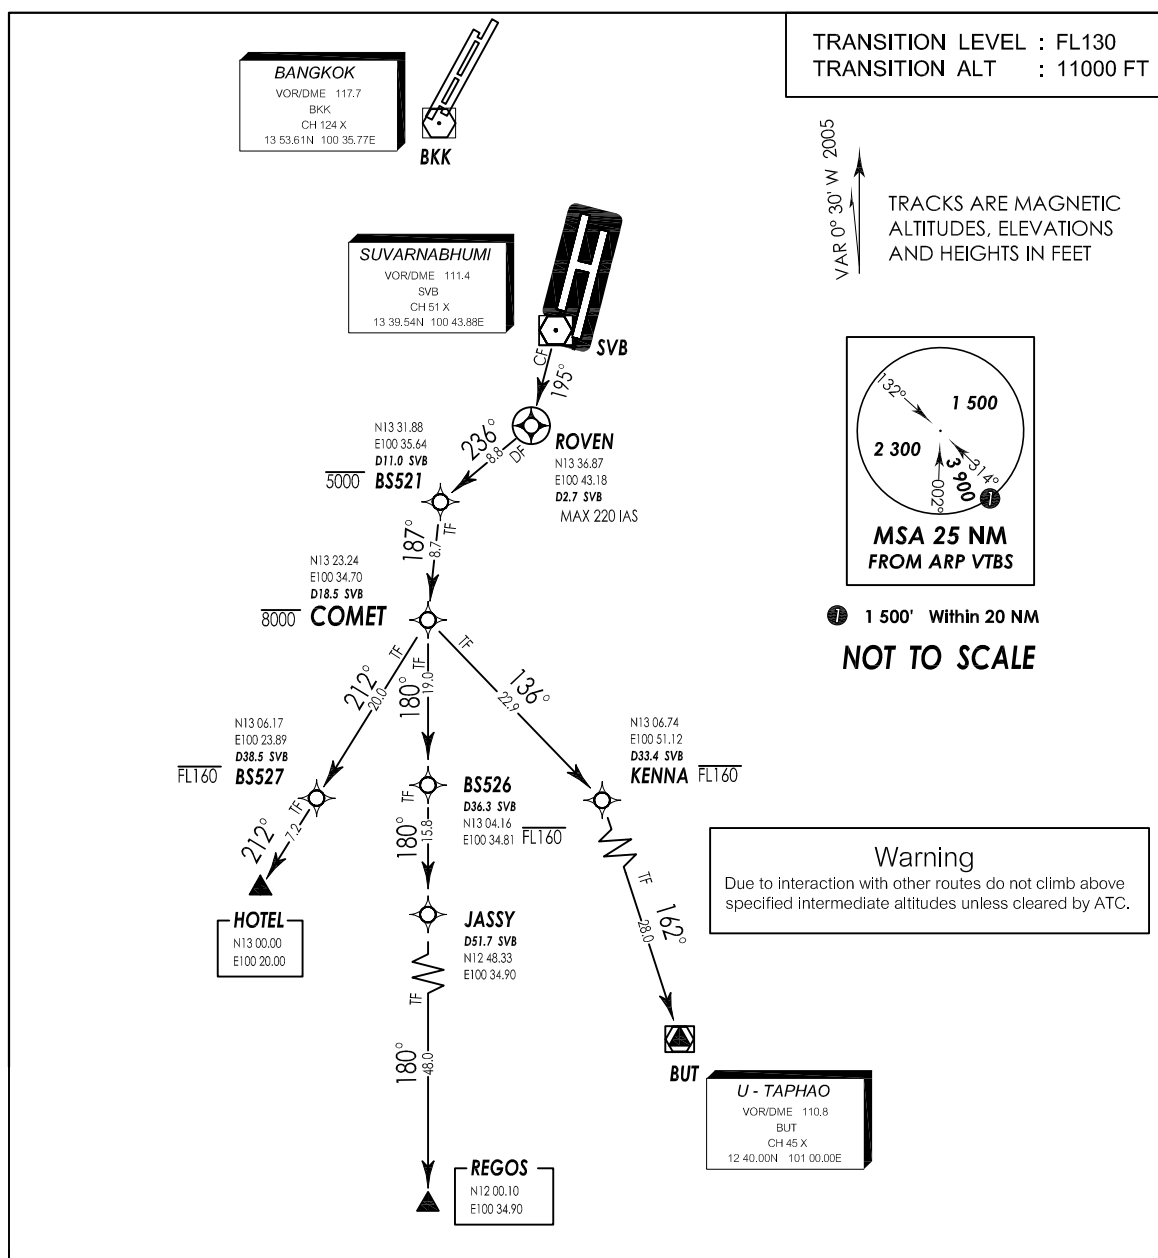 TRANSITION LEVEL : FL130
TRANSITION ALT : 11000 FT
BANGKOK
VOR/DME 117.7
BKK
CH 124 X
13 53.61N 100 35.77E
BKK
VAR 0° 30' W 2005
TRACKS ARE MAGNETIC
ALTITUDES, ELEVATIONS
AND HEIGHTS IN FEET
SUVARNABHUMI
VOR/DME 111.4
SVB
CH 51 X
13 39.54N 100 43.88E
SVB
CF
195°
132°
1 500
2 300
3 900
314°
002°
1
MSA 25 NM
FROM ARP VTBS
1 1 500' Within 20 NM
NOT TO SCALE
ROVEN
N13 36.87
E100 43.18
D2.7 SVB
MAX 220 IAS
236°
8.8
DF
N13 31.88
E100 35.64
D11.0 SVB
5000 BS521
187°
8.7
TF
N13 23.24
E100 34.70
D18.5 SVB
8000 COMET
TF
212°
20.0
TF
180°
19.0
TF
136°
22.9
N13 06.17
E100 23.89
D38.5 SVB
FL160 BS527
N13 06.74
E100 51.12
D33.4 SVB
KENNA FL160
BS526
D36.3 SVB
N13 04.16
E100 34.81 FL160
TF
212°
7.2
TF
180°
15.8
TF
162°
28.0
Warning
Due to interaction with other routes do not climb above
specified intermediate altitudes unless cleared by ATC.
HOTEL
N13 00.00
E100 20.00
JASSY
D51.7 SVB
N12 48.33
E100 34.90
TF
180°
48.0
BUT
U - TAPHAO
VOR/DME 110.8
BUT
CH 45 X
12 40.00N 101 00.00E
REGOS
N12 00.10
E100 34.90